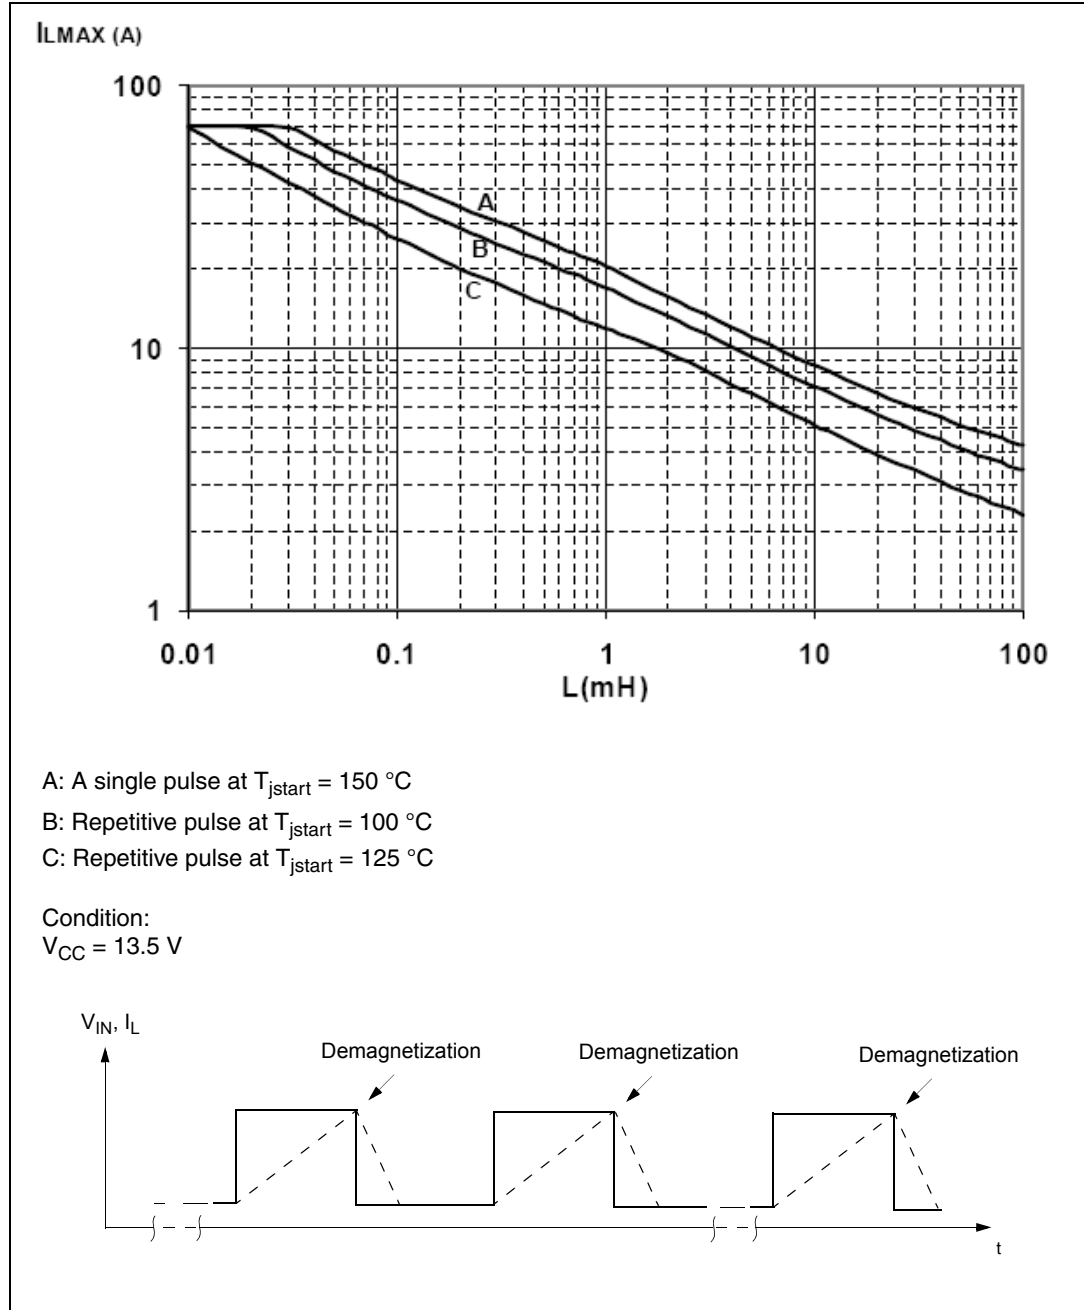 ILMAX (A)
100
A
B
C
10
1
0.01 0.1 1 10 100
L(mH)
A: A single pulse at Tjstart = 150 °C
B: Repetitive pulse at Tjstart = 100 °C
C: Repetitive pulse at Tjstart = 125 °C
Condition:
VCC = 13.5 V
VIN, IL
Demagnetization Demagnetization Demagnetization
t